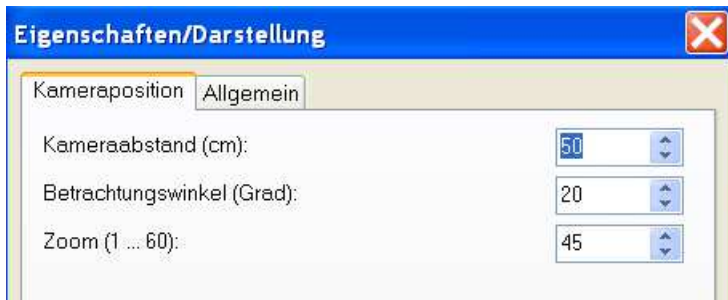 Eigenschaften/Darstellung
Kameraposition Allgemein
Kameraabstand (cm): 50
Betrachtungswinkel (Grad): 20
Zoom (1 ... 60): 45